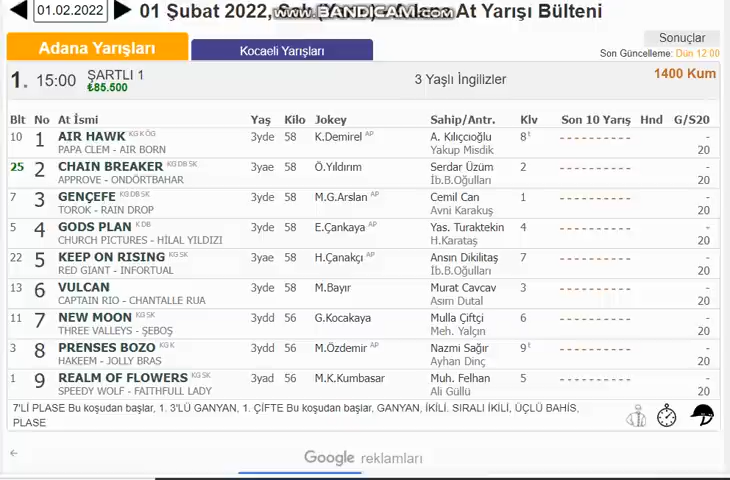 01.02.2022 01 Şubat 2022,
www.BANDICAM.com
At Yarışı Bülteni
Adana Yarışları Kocaeli Yarışları Sonuçlar
Son Güncelleme: Dün 12:00
1. 15:00 ŞARTLI 1 3 Yaşlı İngilizler 1400 Kum
₺85.500
Blt No At İsmi Yaş Kilo Jokey Sahip/Antr. Klv Son 10 Yarış Hnd G/S20
10 1 AIR HAWK KG K ÖG 3yde 58 K.Demirel AP A. Kılıçcıoğlu 8 t - - - - - - - - - - -
PAPA CLEM - AIR BORN Yakup Misdik 20
25 2 CHAIN BREAKER KG DB SK 3yae 58 Ö.Yıldırım Serdar Üzüm 2 - - - - - - - - - - -
APPROVE - ONDÖRTBAHAR İb.B.Oğulları 20
7 3 GENÇEFE KG DB SK 3yde 58 M.G.Arslan AP Cemil Can 1 - - - - - - - - - - -
TOROK - RAIN DROP Avni Karakuş 20
5 4 GODS PLAN K DB 3yde 58 E.Çankaya AP Yas. Turaktekin 4 - - - - - - - - - - -
CHURCH PICTURES - HİLAL YILDIZI H.Karataş 20
22 5 KEEP ON RISING KG SK 3yae 58 H.Çanakçı AP Ansın Dikilitaş 7 - - - - - - - - - - -
RED GIANT - INFORTUAL İb.B.Oğulları 20
13 6 VULCAN 3yde 58 M.Bayır Murat Cavcav 3 - - - - - - - - - - -
CAPTAIN RIO - CHANTALLE RUA Asım Dutal 20
11 7 NEW MOON KG SK 3ydd 56 G.Kocakaya Mulla Çiftçi 6 - - - - - - - - - - -
THREE VALLEYS - ŞEBOŞ Meh. Yalçın 20
3 8 PRENSES BOZO KG K 3ydd 56 M.Özdemir AP Nazmi Sağır 9 t - - - - - - - - - - -
HAKEEM - JOLLY BRAS Ayhan Dinç 20
1 9 REALM OF FLOWERS KG SK 3yad 56 M.K.Kumbasar Muh. Felhan 5 - - - - - - - - - - -
SPEEDY WOLF - FAITHFULL LADY Ali Güllü 20
7'Lİ PLASE Bu koşudan başlar, 1. 3'LÜ GANYAN, 1. ÇİFTE Bu koşudan başlar, GANYAN, İKİLİ. SIRALI İKİLİ, ÜÇLÜ BAHİS,
PLASE
Google reklamları